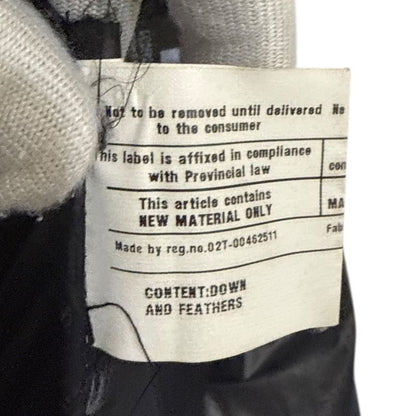 Not to be removed until delivered
to the consumer
This label is affixed in compliance
with Provincial law
This article contains
NEW MATERIAL ONLY
Made by reg.no.02T-00462511
CONTENT:DOWN
AND FEATHERS